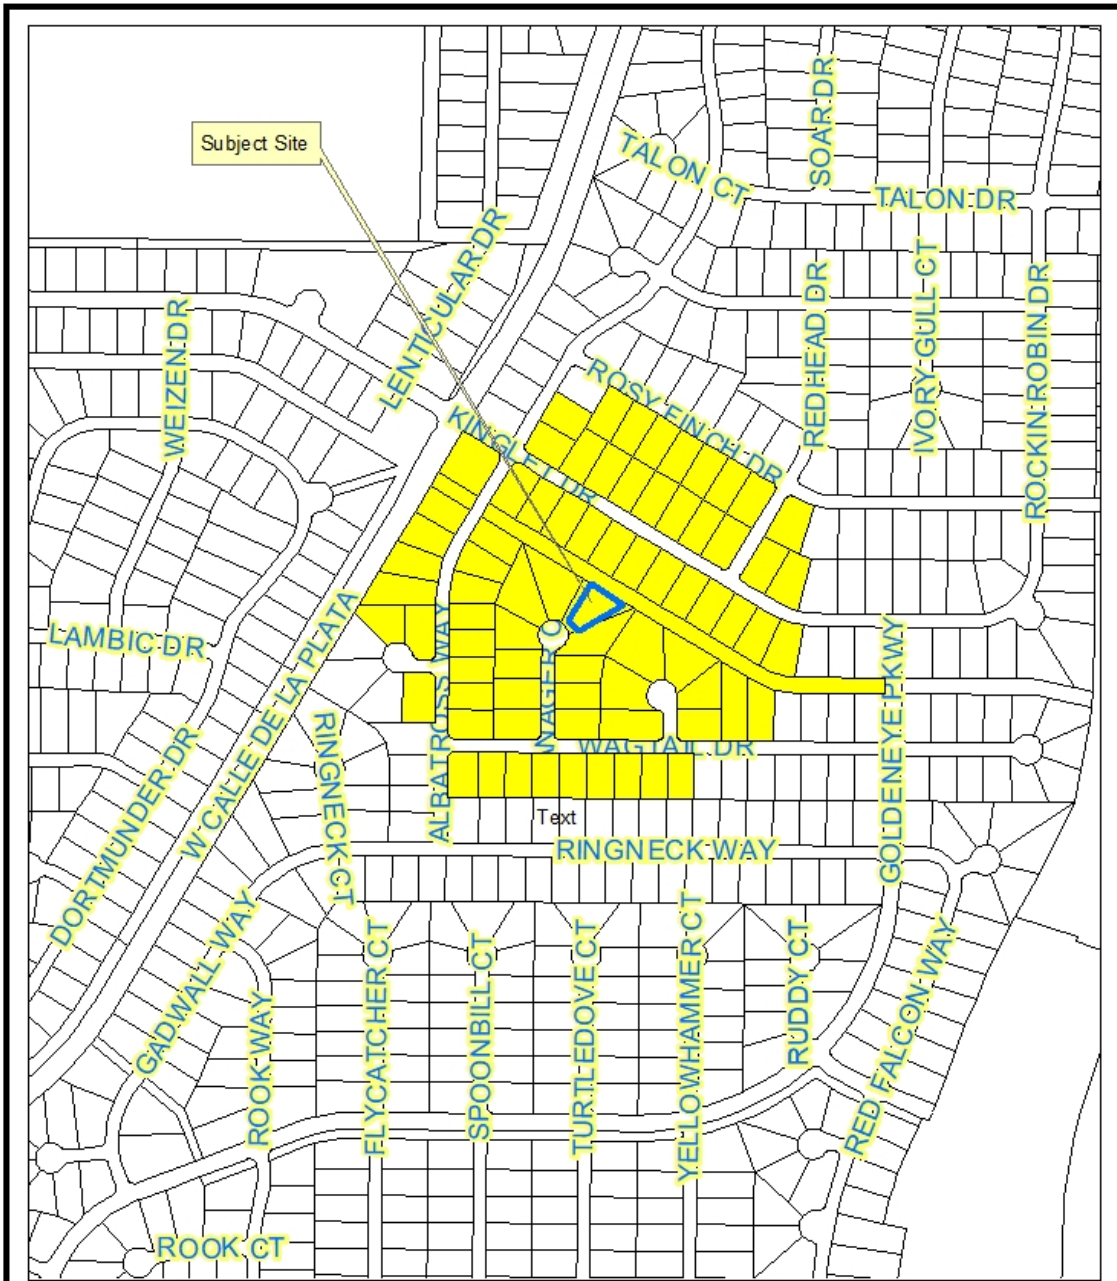 Subject Site
SOAR DR
TALON CT
TALON DR
LENTICULAR DR
REDHEAD DR
IVORY GULL CT
ROCKIN ROBIN DR
WEIZEN DR
ROSY FINCH DR
KINGLET DR
LAMBIC DR
W CALLE DE LA PLATA
ALBATROSS WAY
GOLDENEYE PKWY
RINGNECK CT
WAGTAIL DR
DORTMUNDER DR
Text
RINGNECK WAY
GADWALL WAY
ROOK WAY
FLYCATCHER CT
SPOONBILL CT
TURTLEDOVE CT
YELLOWHAMMER CT
RUDDY CT
RED FALCON WAY
ROOK CT